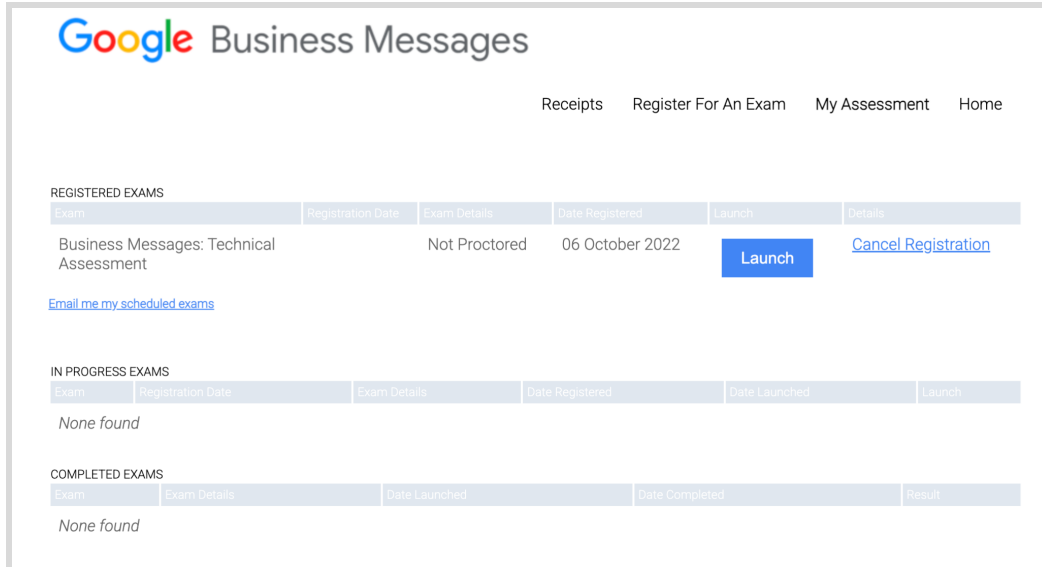 Google Business Messages
Receipts Register For An Exam My Assessment Home
REGISTERED EXAMS
Exam Registration Date Exam Details Date Registered Launch Details
Business Messages: Technical Assessment Not Proctored 06 October 2022 Launch Cancel Registration
Email me my scheduled exams
IN PROGRESS EXAMS
Exam Registration Date Exam Details Date Registered Date Launched Launch
None found
COMPLETED EXAMS
Exam Exam Details Date Launched Date Completed Result
None found